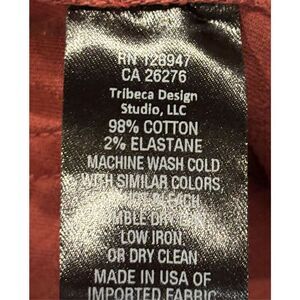 RN 128947
CA 26276
Tribeca Design
Studio, LLC
98% COTTON
2% ELASTANE
MACHINE WASH COLD
WITH SIMILAR COLORS,
BLEACH
DRY
LOW IRON
OR DRY CLEAN
MADE IN USA OF
IMPORTED FABRIC